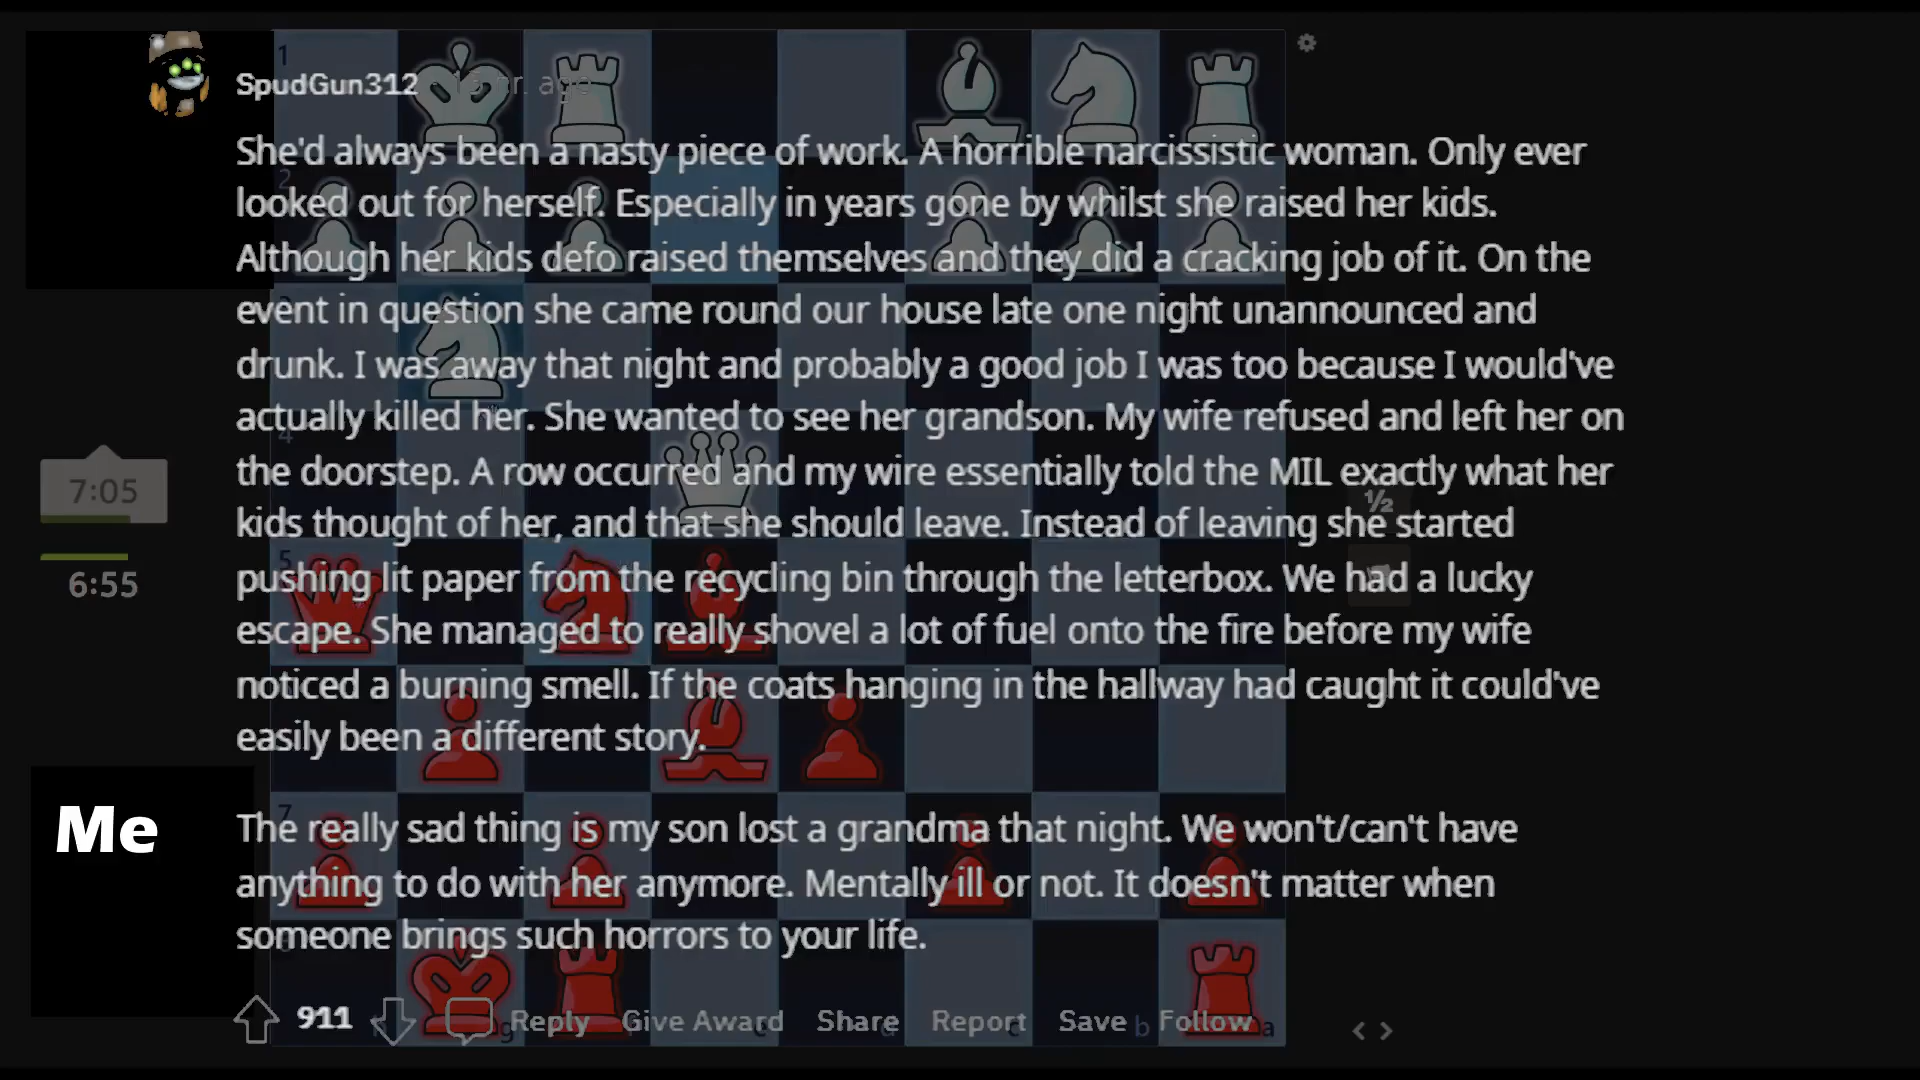 SpudGun312 · 15 hr. ago
She'd always been a nasty piece of work. A horrible narcissistic woman. Only ever
looked out for herself. Especially in years gone by whilst she raised her kids.
Although her kids defo raised themselves and they did a cracking job of it. On the
event in question she came round our house late one night unannounced and
drunk. I was away that night and probably a good job I was too because I would've
actually killed her. She wanted to see her grandson. My wife refused and left her on
the doorstep. A row occurred and my wire essentially told the MIL exactly what her
kids thought of her, and that she should leave. Instead of leaving she started
pushing lit paper from the recycling bin through the letterbox. We had a lucky
escape. She managed to really shovel a lot of fuel onto the fire before my wife
noticed a burning smell. If the coats hanging in the hallway had caught it could've
easily been a different story.
The really sad thing is my son lost a grandma that night. We won't/can't have
anything to do with her anymore. Mentally ill or not. It doesn't matter when
someone brings such horrors to your life.
911 Reply Give Award Share Report Save Follow
7:05
6:55
Me
½
1
2
4
5
7
g
b
a